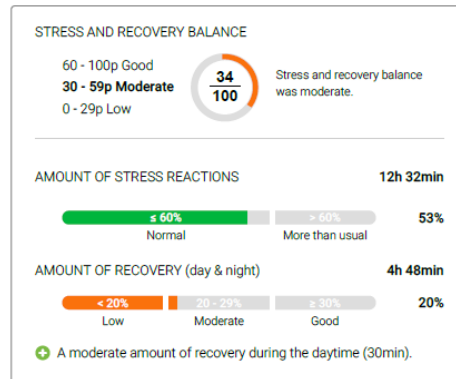 STRESS AND RECOVERY BALANCE
60 - 100p Good
30 - 59p Moderate
0 - 29p Low
34
100
Stress and recovery balance
was moderate.
AMOUNT OF STRESS REACTIONS 12h 32min
≤ 60% > 60% 53%
Normal More than usual
AMOUNT OF RECOVERY (day & night) 4h 48min
< 20% 20 - 29% ≥ 30% 20%
Low Moderate Good
A moderate amount of recovery during the daytime (30min).